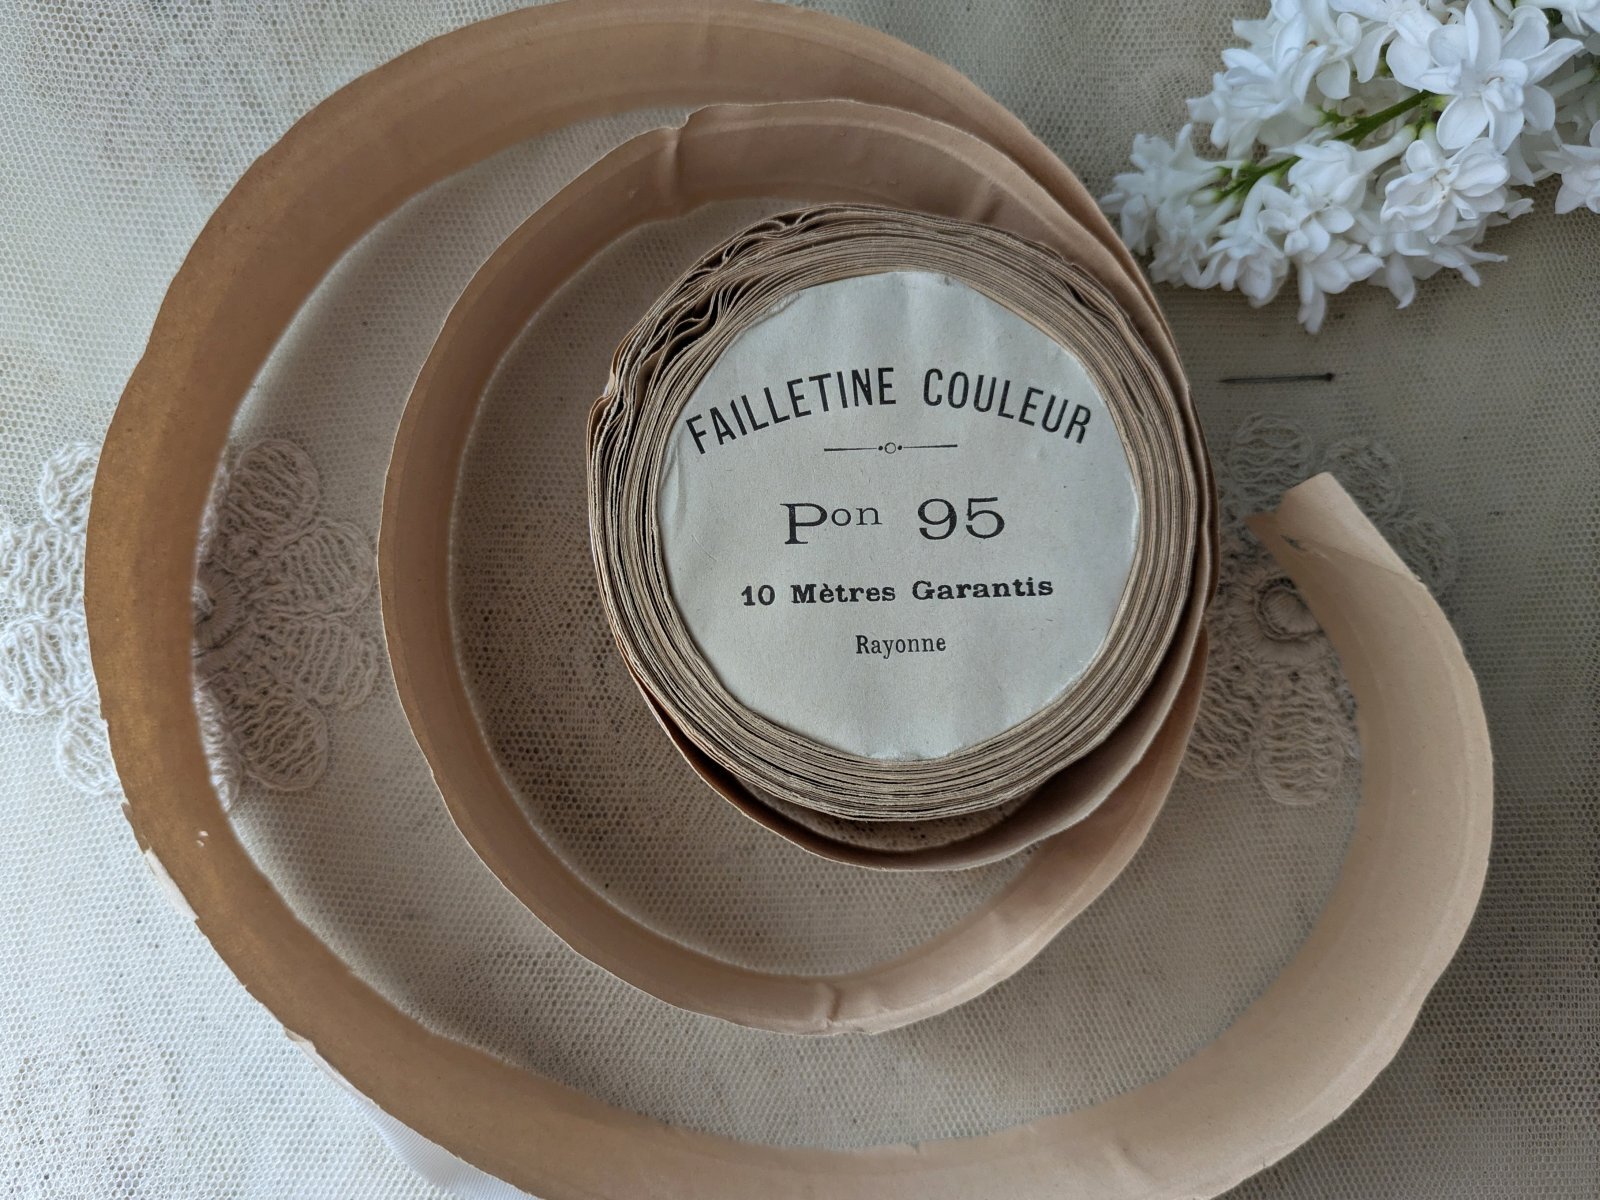 FAILLETINE COULEUR
Pon 95
10 Mètres Garantis
Rayonne